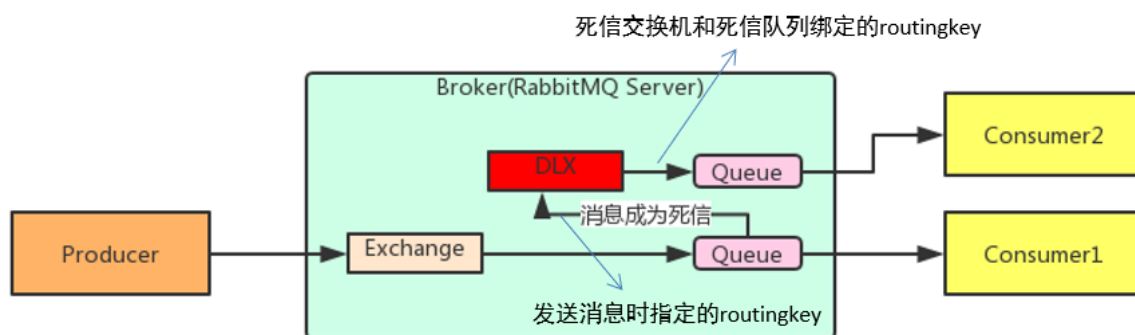 死信交换机和死信队列绑定的routingkey
Broker(RabbitMQ Server)
DLX
Queue
Consumer2
消息成为死信
Producer
Exchange
Queue
Consumer1
发送消息时指定的routingkey